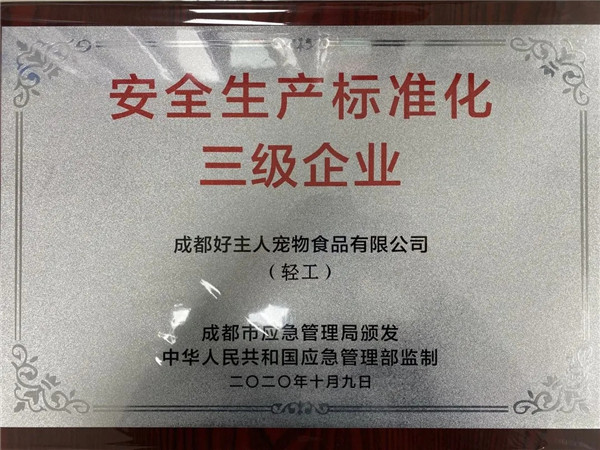 安全生产标准化
三级企业
成都好主人宠物食品有限公司
（轻工）
成都市应急管理局颁发
中华人民共和国应急管理部监制
二〇二〇年十月九日